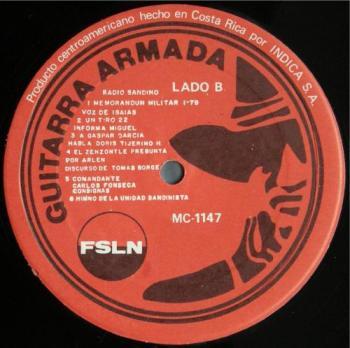 Producto centroamericano hecho en Costa Rica por INDICA S.A.
GUITARRA ARMADA
RADIO SANDINO
LADO B
1 MEMORANDUM MILITAR 1-79
VOZ DE ISAIAS
2 UN TIRO 22
INFORMA MIGUEL
3 A GASPAR GARCIA
HABLA DORIS TIJERINO H.
4 EL ZENZONTLE PREGUNTA
POR ARLEN
DISCURSO DE TOMAS BORGE
5 COMANDANTE
CARLOS FONSECA
CONSIGNAS
6 HIMNO DE LA UNIDAD SANDINISTA
MC-1147
FSLN